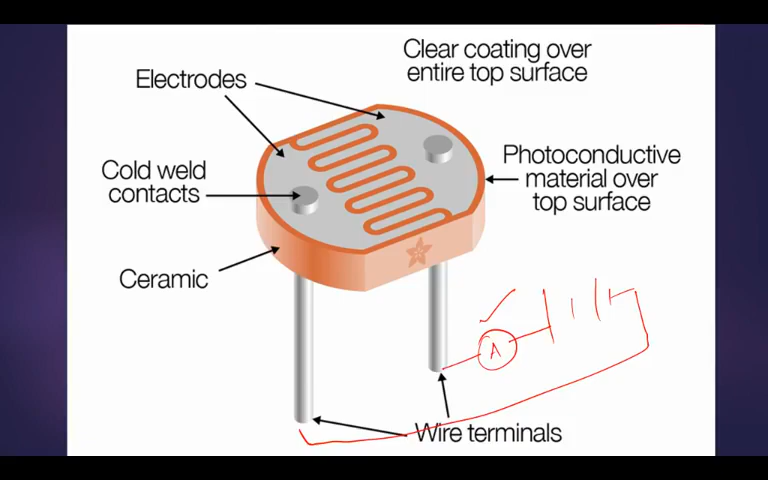 Clear coating over
entire top surface
Electrodes
Cold weld
contacts
Photoconductive
material over
top surface
Ceramic
A
Wire terminals